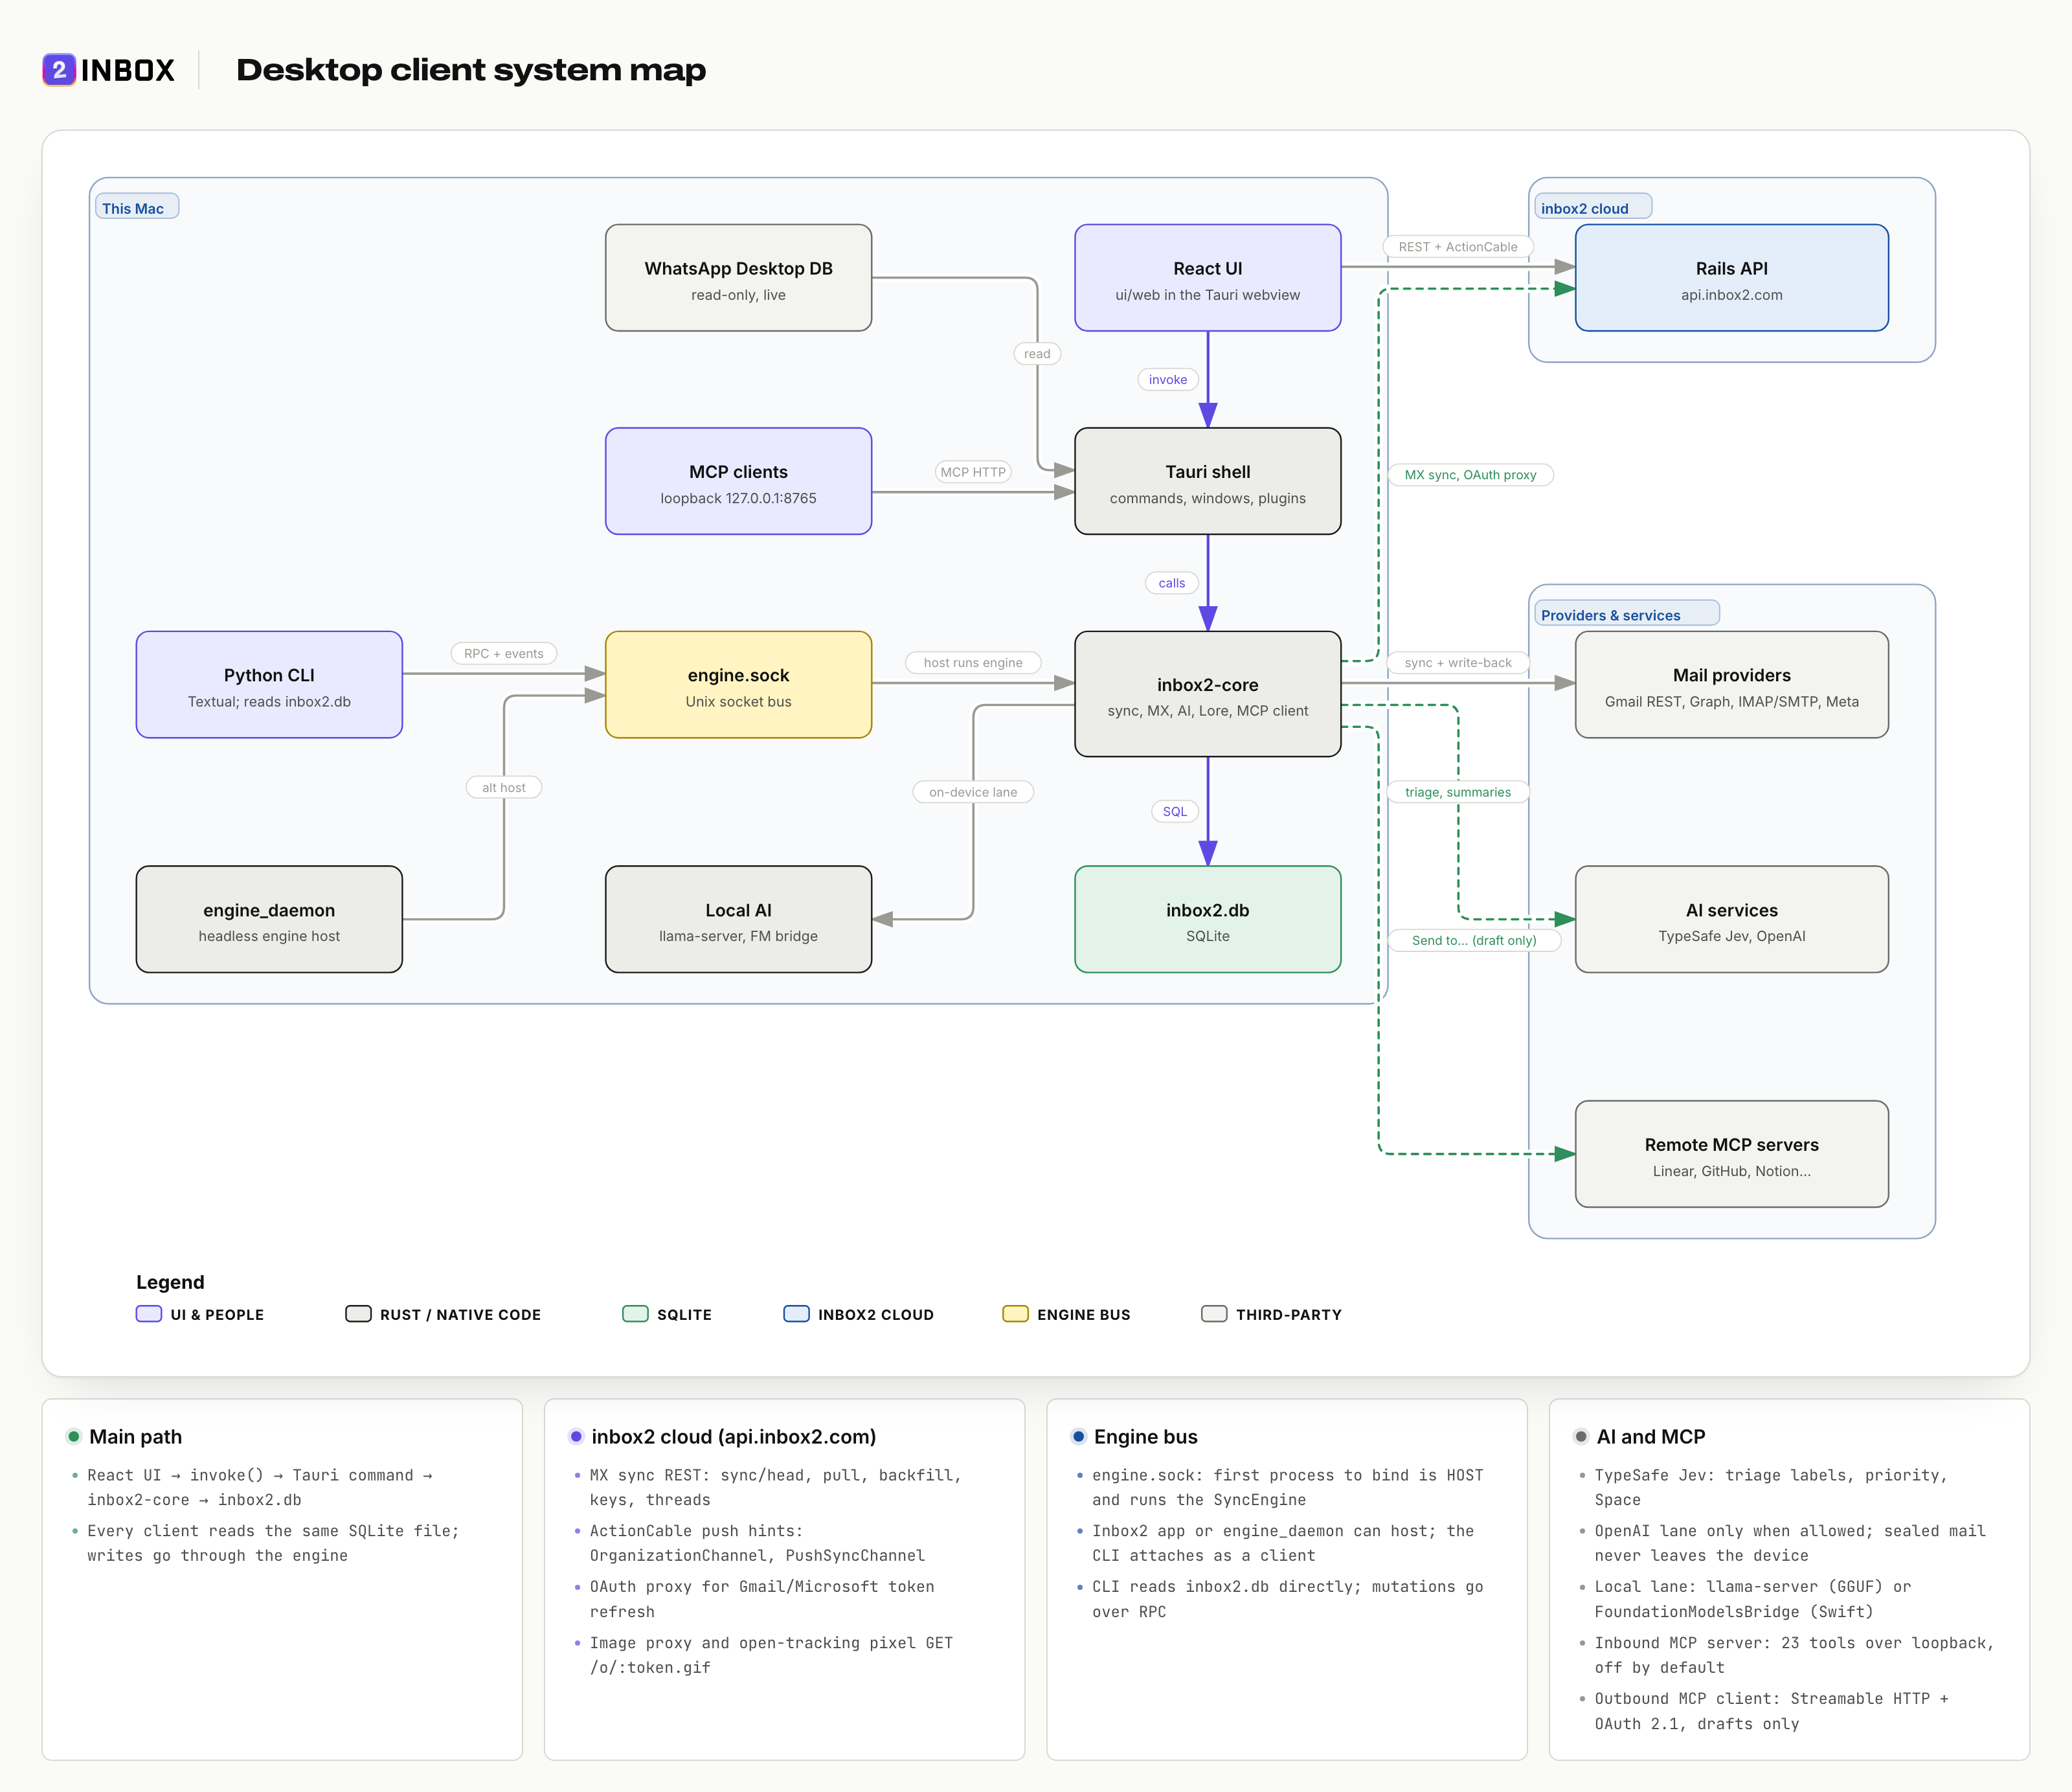 2 INBOX
Desktop client system map
This Mac
inbox2 cloud
WhatsApp Desktop DB
read-only, live
React UI
ui/web in the Tauri webview
REST + ActionCable
Rails API
api.inbox2.com
read
invoke
MCP clients
loopback 127.0.0.1:8765
MCP HTTP
Tauri shell
commands, windows, plugins
MX sync, OAuth proxy
calls
Providers & services
Python CLI
Textual; reads inbox2.db
RPC + events
engine.sock
Unix socket bus
host runs engine
inbox2-core
sync, MX, AI, Lore, MCP client
sync + write-back
Mail providers
Gmail REST, Graph, IMAP/SMTP, Meta
alt host
on-device lane
SQL
triage, summaries
engine_daemon
headless engine host
Local AI
llama-server, FM bridge
inbox2.db
SQLite
Send to... (draft only)
AI services
TypeSafe Jev, OpenAI
Remote MCP servers
Linear, GitHub, Notion...
Legend
UI & PEOPLE
RUST / NATIVE CODE
SQLITE
INBOX2 CLOUD
ENGINE BUS
THIRD-PARTY
Main path
• React UI → invoke() → Tauri command →
inbox2-core → inbox2.db
• Every client reads the same SQLite file;
writes go through the engine
inbox2 cloud (api.inbox2.com)
• MX sync REST: sync/head, pull, backfill,
keys, threads
• ActionCable push hints:
OrganizationChannel, PushSyncChannel
• OAuth proxy for Gmail/Microsoft token
refresh
• Image proxy and open-tracking pixel GET
/o/:token.gif
Engine bus
• engine.sock: first process to bind is HOST
and runs the SyncEngine
• Inbox2 app or engine_daemon can host; the
CLI attaches as a client
• CLI reads inbox2.db directly; mutations go
over RPC
AI and MCP
• TypeSafe Jev: triage labels, priority,
Space
• OpenAI lane only when allowed; sealed mail
never leaves the device
• Local lane: llama-server (GGUF) or
FoundationModelsBridge (Swift)
• Inbound MCP server: 23 tools over loopback,
off by default
• Outbound MCP client: Streamable HTTP +
OAuth 2.1, drafts only